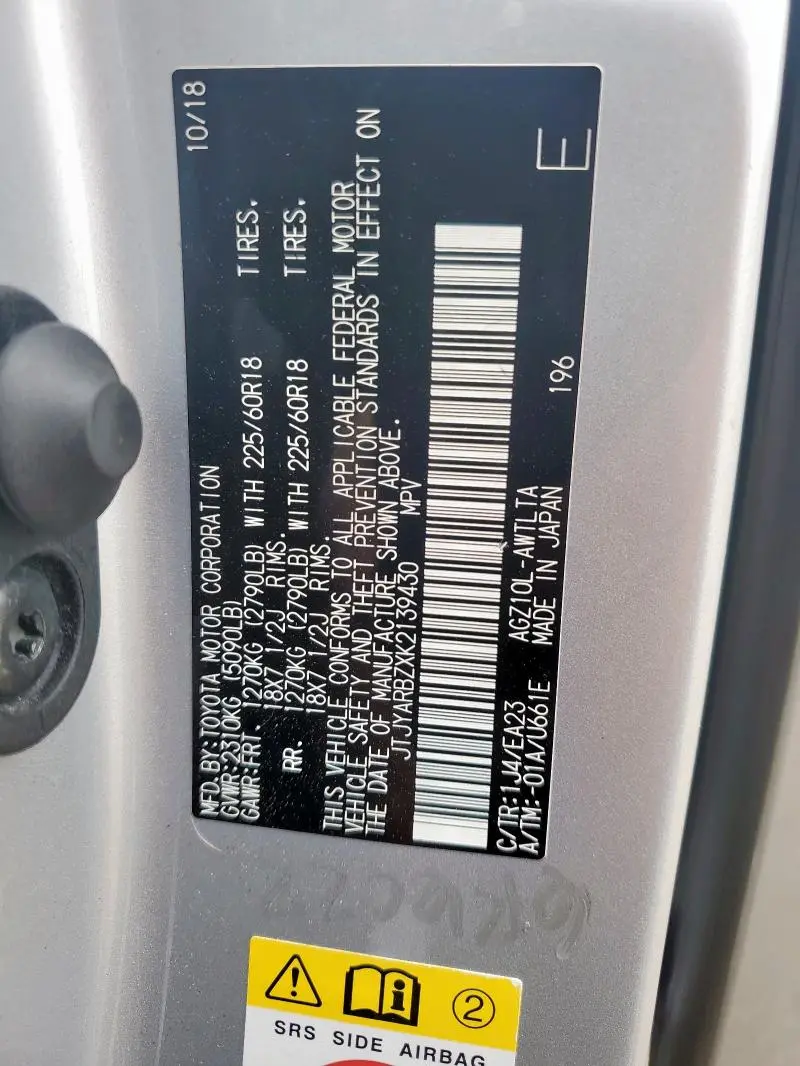 MFD. BY: TOYOTA MOTOR CORPORATION 10/18
GVWR: 2310KG (5090LB)
GAWR: FRT. 1270KG (2790LB) WITH 225/60R18 TIRES.
18X7 1/2J RIMS.
RR. 1270KG (2790LB) WITH 225/60R18 TIRES.
18X7 1/2J RIMS.
THIS VEHICLE CONFORMS TO ALL APPLICABLE FEDERAL MOTOR
VEHICLE SAFETY AND THEFT PREVENTION STANDARDS IN EFFECT ON
THE DATE OF MANUFACTURE SHOWN ABOVE.
JTJYARBZXK2139430 MPV
C/TR: 1J4/EA23 AGZ10L-AWTLTA
A/TM: -01A/U661E MADE IN JAPAN 196 E
2
SRS SIDE AIRBAG